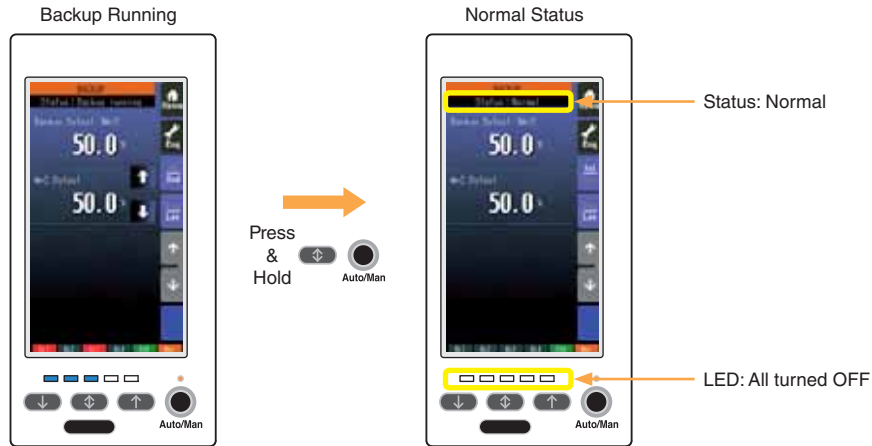 Backup Running
Normal Status
BACKUP
Status : Backup running
50.0
50.0
Auto/Man
Press
&
Hold
Auto/Man
BACKUP
Status : Normal
50.0
50.0
Auto/Man
Status: Normal
LED: All turned OFF